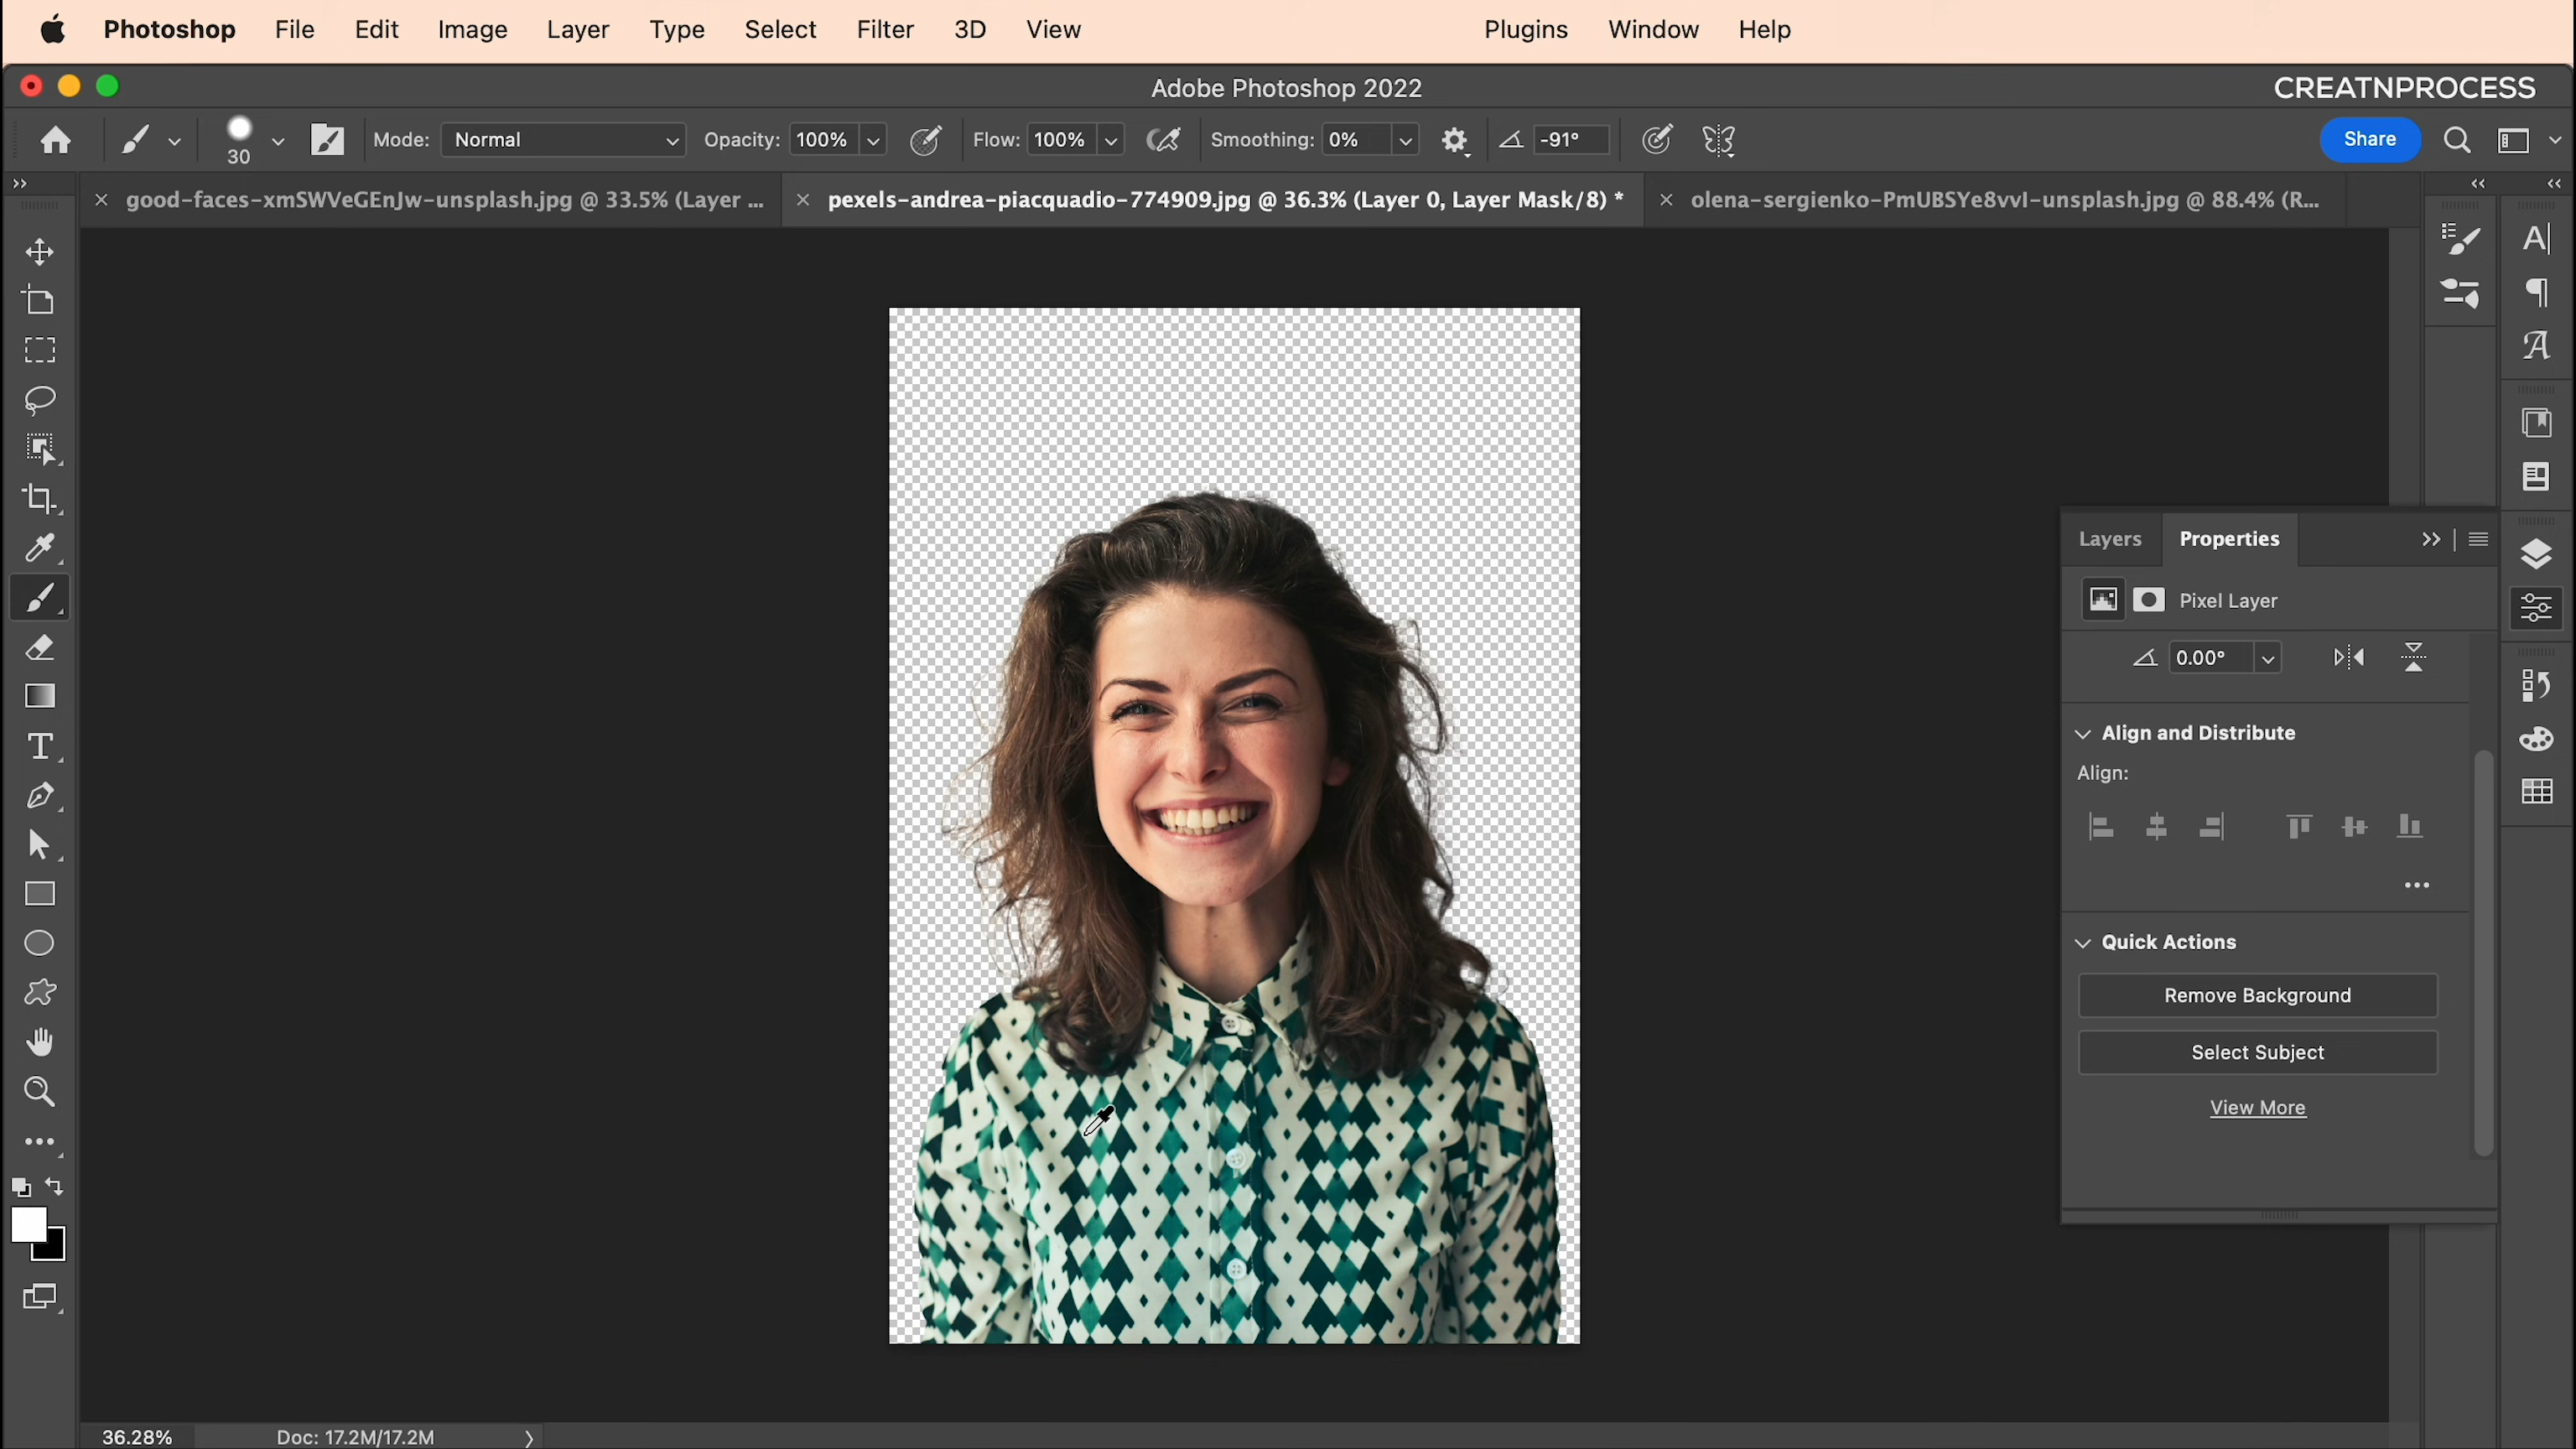 Photoshop File Edit Image Layer Type Select Filter 3D View Plugins Window Help
Adobe Photoshop 2022
CREATNPROCESS
30
Mode: Normal Opacity: 100% Flow: 100% Smoothing: 0% -91° Share
good-faces-xmSWVeGEnJw-unsplash.jpg @ 33.5% (Layer ...
pexels-andrea-piacquadio-774909.jpg @ 36.3% (Layer 0, Layer Mask/8) *
olena-sergienko-PmUBSYe8vvI-unsplash.jpg @ 88.4% (R...
Layers Properties
Pixel Layer
0.00°
Align and Distribute
Align:
Quick Actions
Remove Background
Select Subject
View More
36.28% Doc: 17.2M/17.2M